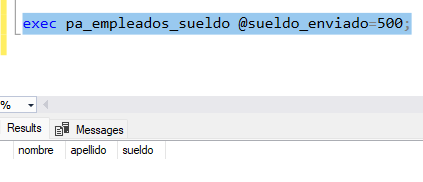 exec pa_empleados_sueldo @sueldo_enviado=500;
%
Results Messages
nombre apellido sueldo